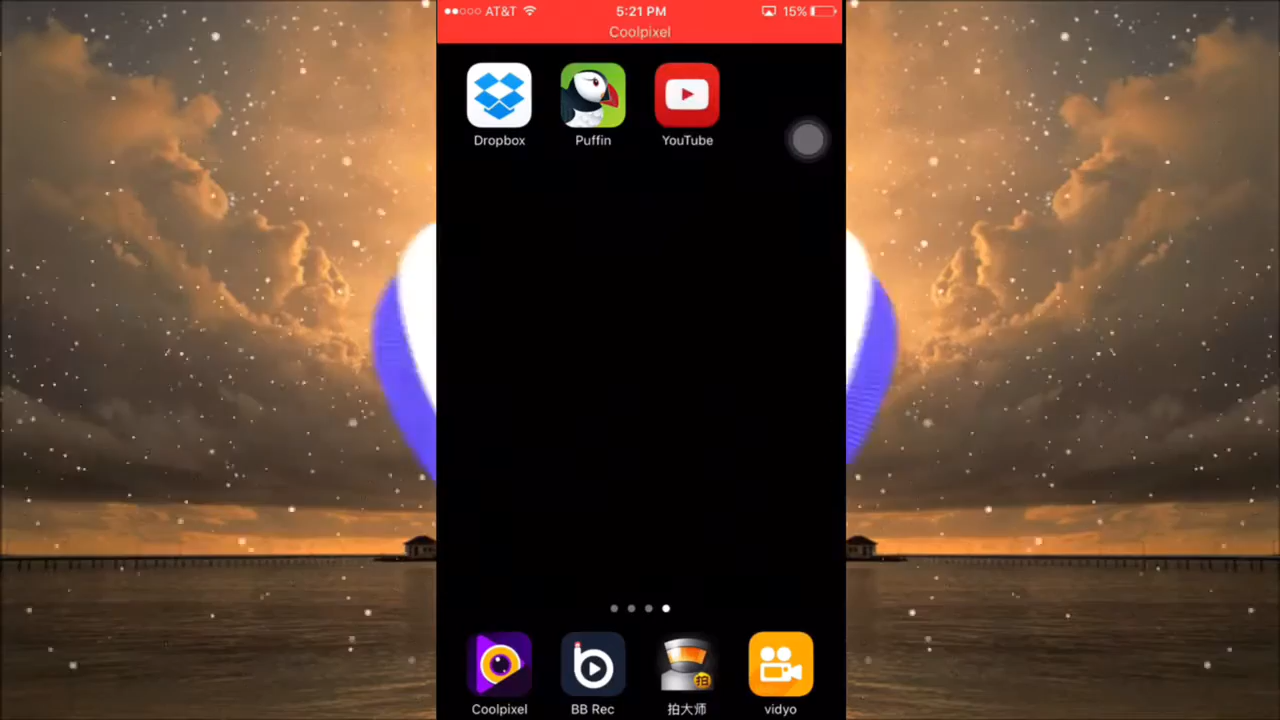 AT&T 5:21 PM 15%
Coolpixel
Dropbox Puffin YouTube
Coolpixel BB Rec 拍大师 vidyo